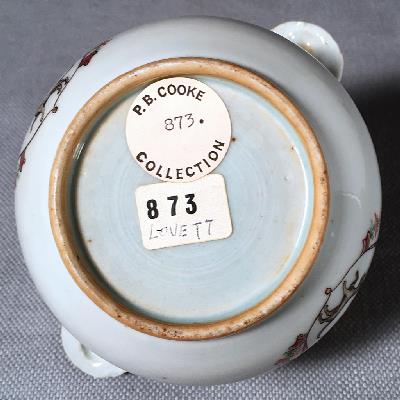 P. B. COOKE
873.
COLLECTION
873
LOVETT